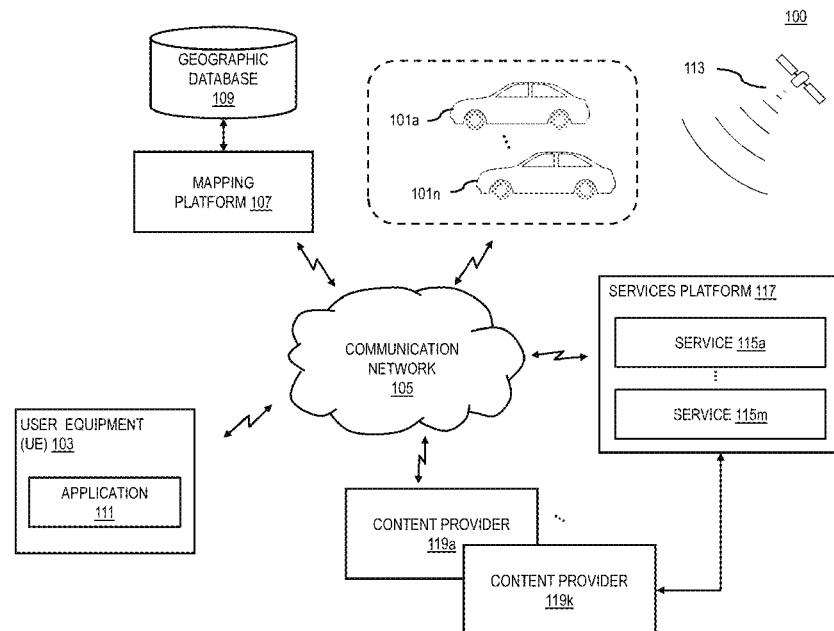 100
GEOGRAPHIC
DATABASE
109
113
101a
101n
MAPPING
PLATFORM 107
SERVICES PLATFORM 117
SERVICE 115a
SERVICE 115m
COMMUNICATION
NETWORK
105
USER EQUIPMENT
(UE) 103
APPLICATION
111
CONTENT PROVIDER
119a
CONTENT PROVIDER
119k